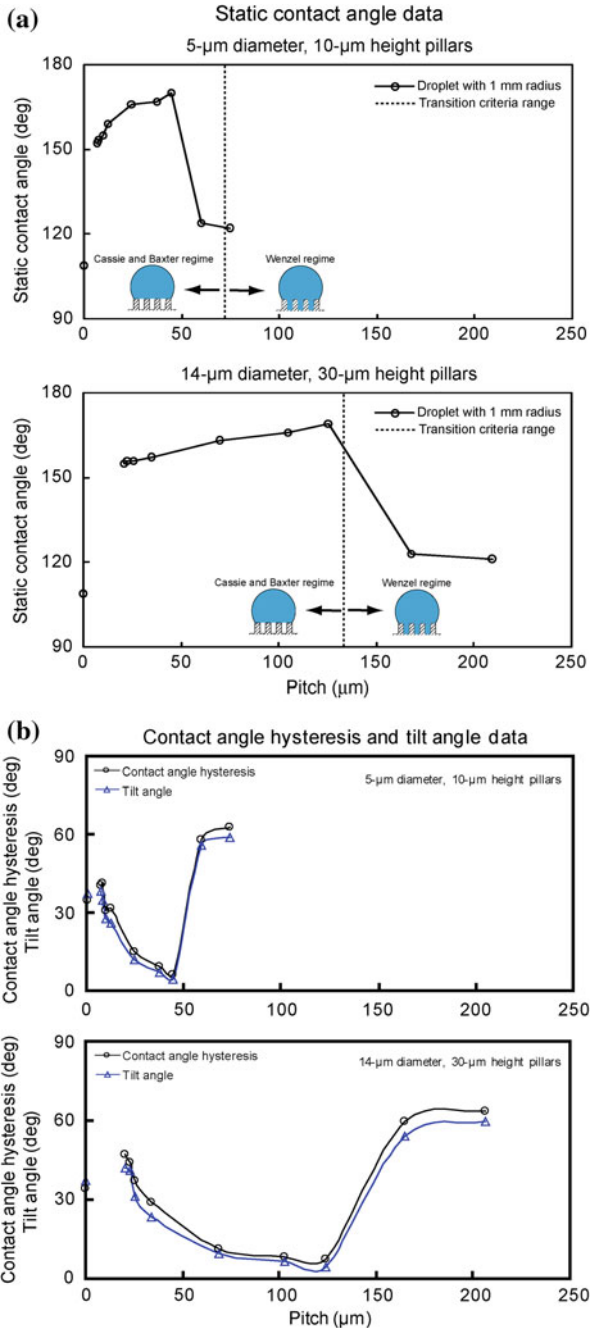 (a)
Static contact angle data
5-µm diameter, 10-µm height pillars
Static contact angle (deg)
180
150
120
90
Droplet with 1 mm radius
Transition criteria range
Cassie and Baxter regime
Wenzel regime
0
50
100
150
200
250
14-µm diameter, 30-µm height pillars
Static contact angle (deg)
180
150
120
90
Droplet with 1 mm radius
Transition criteria range
Cassie and Baxter regime
Wenzel regime
0
50
100
150
200
250
Pitch (µm)
(b)
Contact angle hysteresis and tilt angle data
Contact angle hysteresis (deg)
Tilt angle (deg)
90
60
30
0
Contact angle hysteresis
Tilt angle
5-µm diameter, 10-µm height pillars
0
50
100
150
200
250
Contact angle hysteresis (deg)
Tilt angle (deg)
90
60
30
0
Contact angle hysteresis
Tilt angle
14-µm diameter, 30-µm height pillars
0
50
100
150
200
250
Pitch (µm)